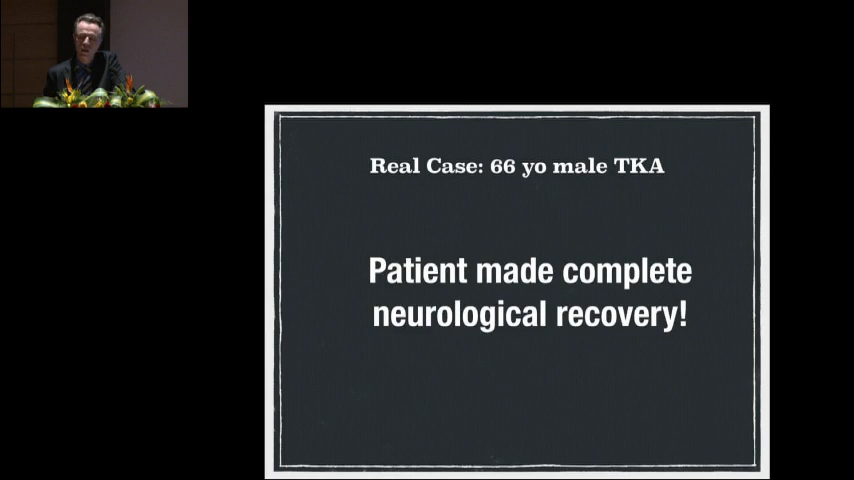 Real Case: 66 yo male TKA
Patient made complete
neurological recovery!